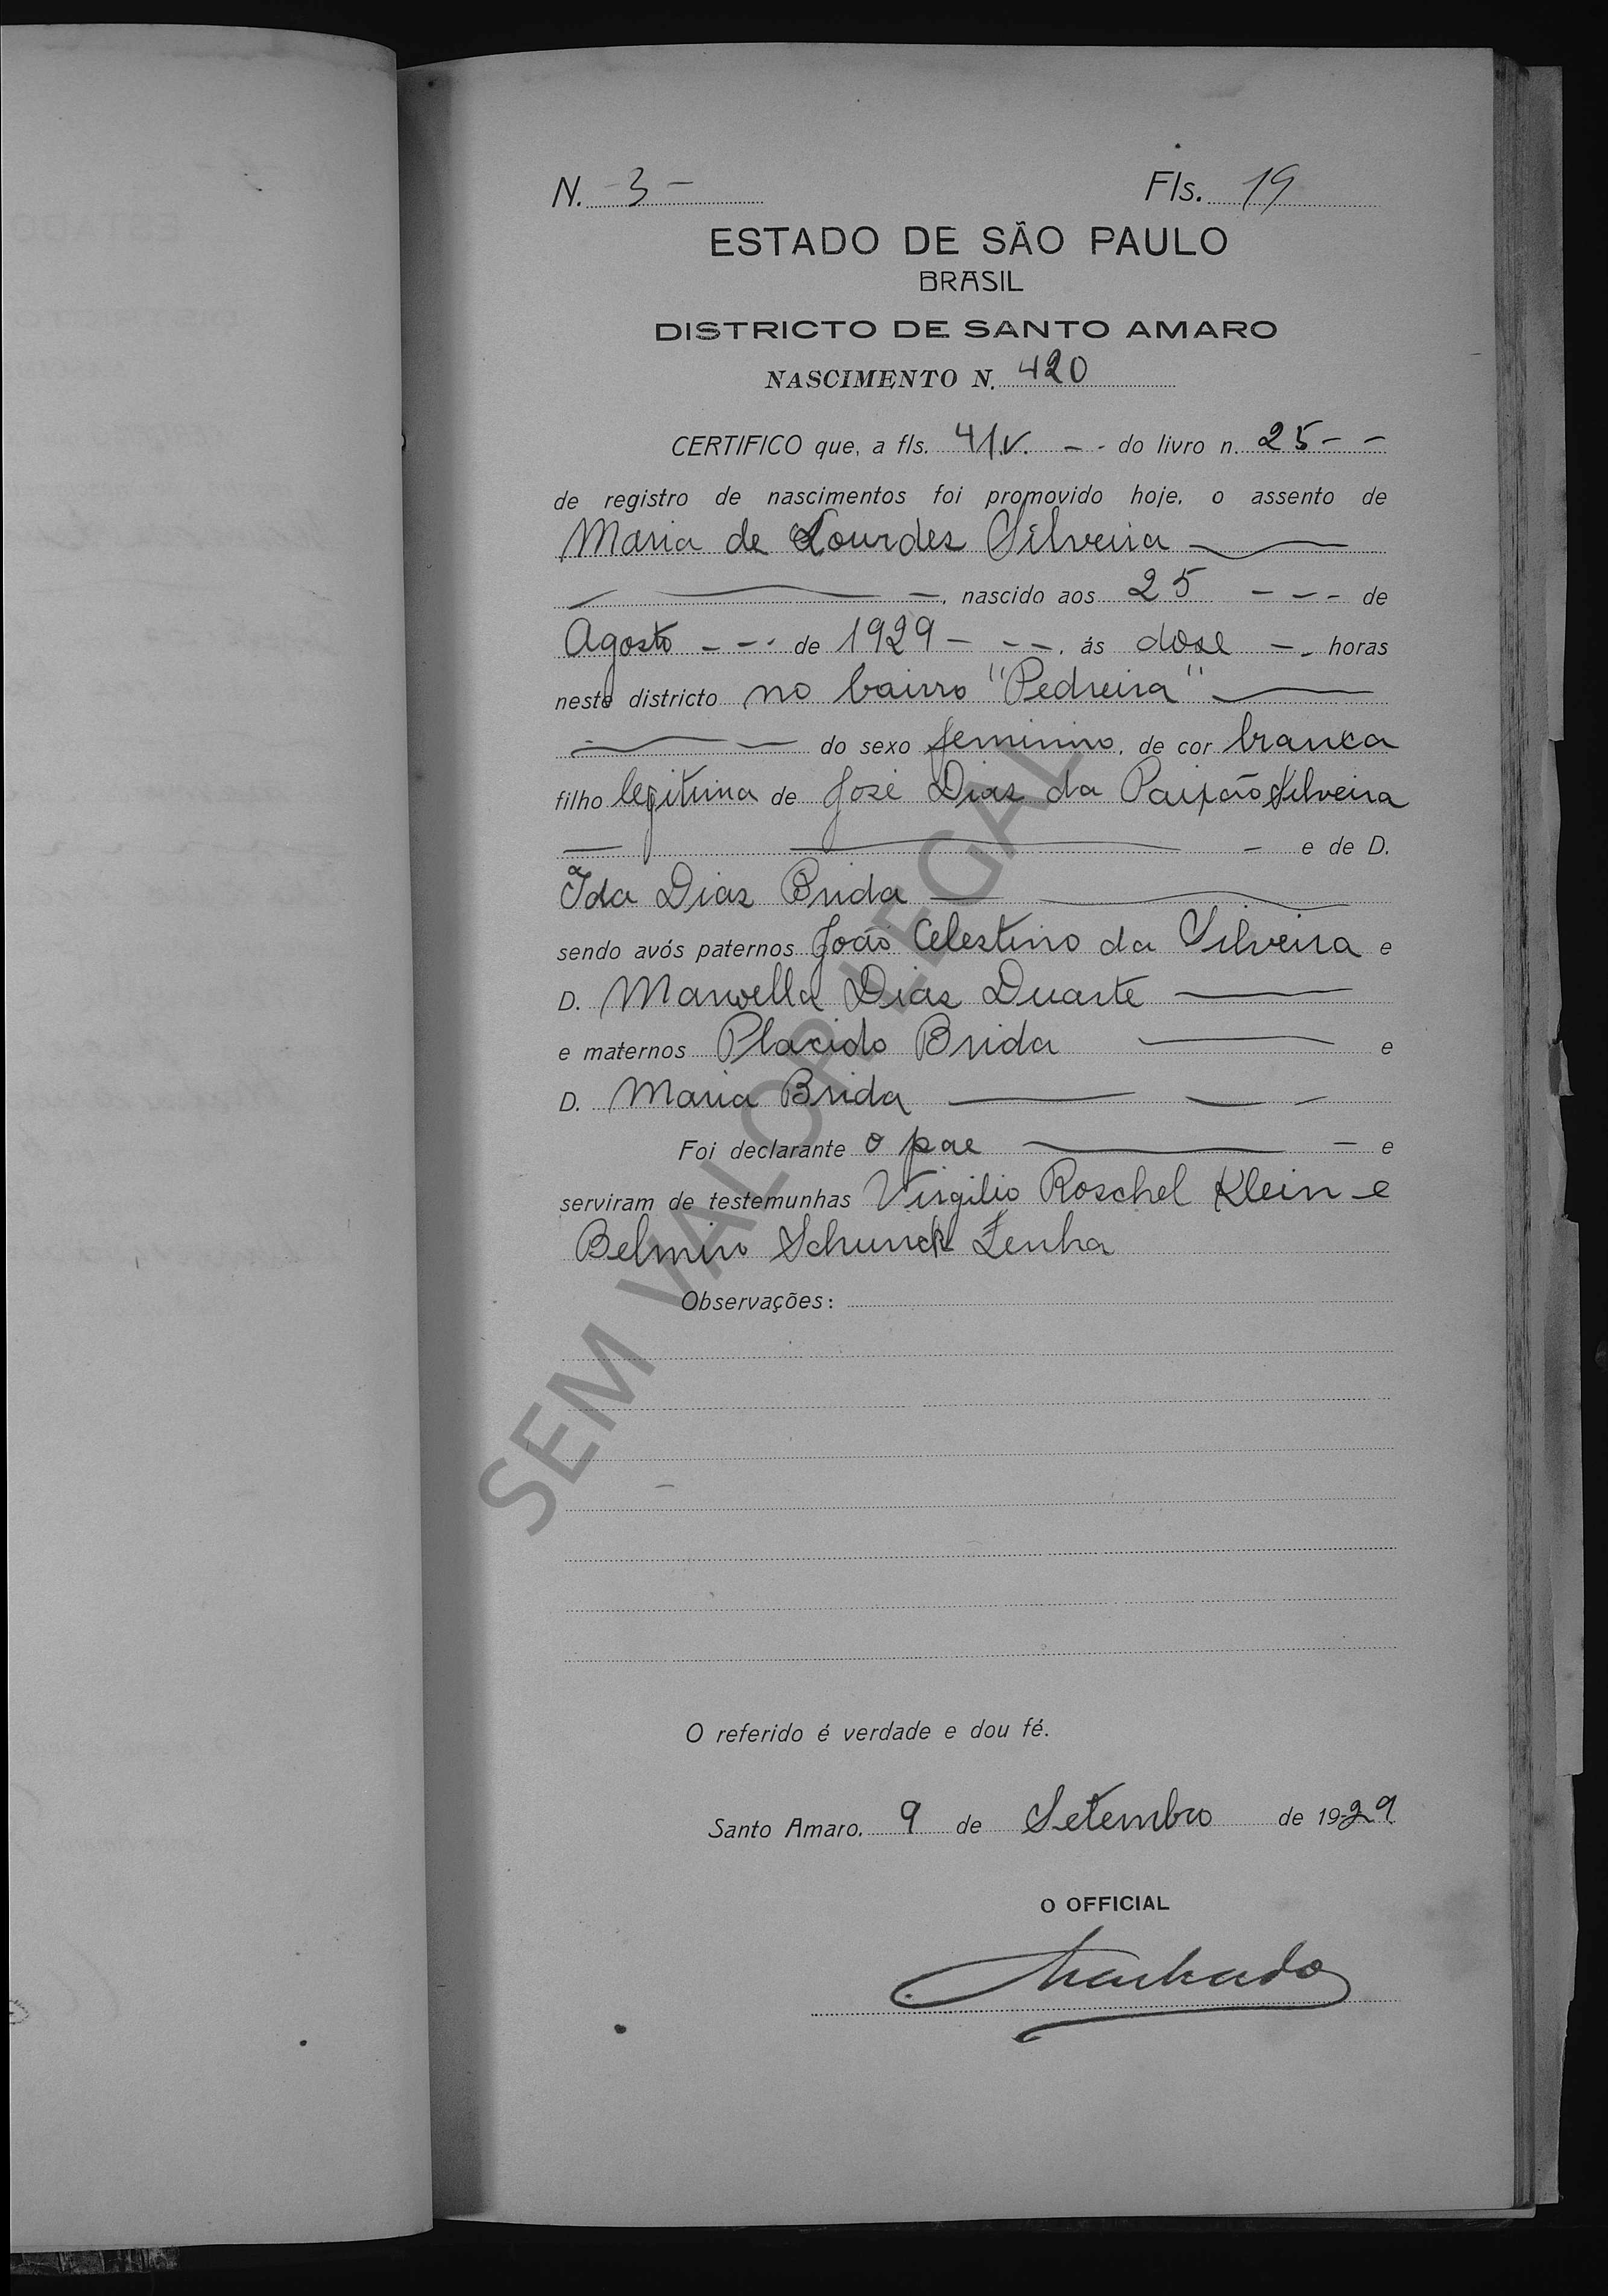 N. 3 - Fls. 19
ESTADO DE SÃO PAULO
BRASIL
DISTRICTO DE SANTO AMARO
NASCIMENTO N. 420
CERTIFICO que, a fls. 41v. - - do livro n. 25 - -
de registro de nascimentos foi promovido hoje, o assento de
Maria de Lourdes Silveira
, nascido aos 25 - - - de
Agosto - - - de 1929 - - -, ás dose - - horas
neste districto no bairro "Pedreira"
do sexo feminino, de cor branca
filho legitima de José Dias da Paixão Silveira
e de D.
Ida Dias Brida
sendo avós paternos João Celestino da Silveira e
D. Manoella Dias Duarte
e maternos Placido Brida e
D. Maria Brida
Foi declarante o pae e
serviram de testemunhas Virgilio Roschel Klein e
Belmiro Schunck Zenha
Observações:
O referido é verdade e dou fé.
Santo Amaro, 9 de Setembro de 1929
O OFFICIAL
Machado
SEM VALOR LEGAL